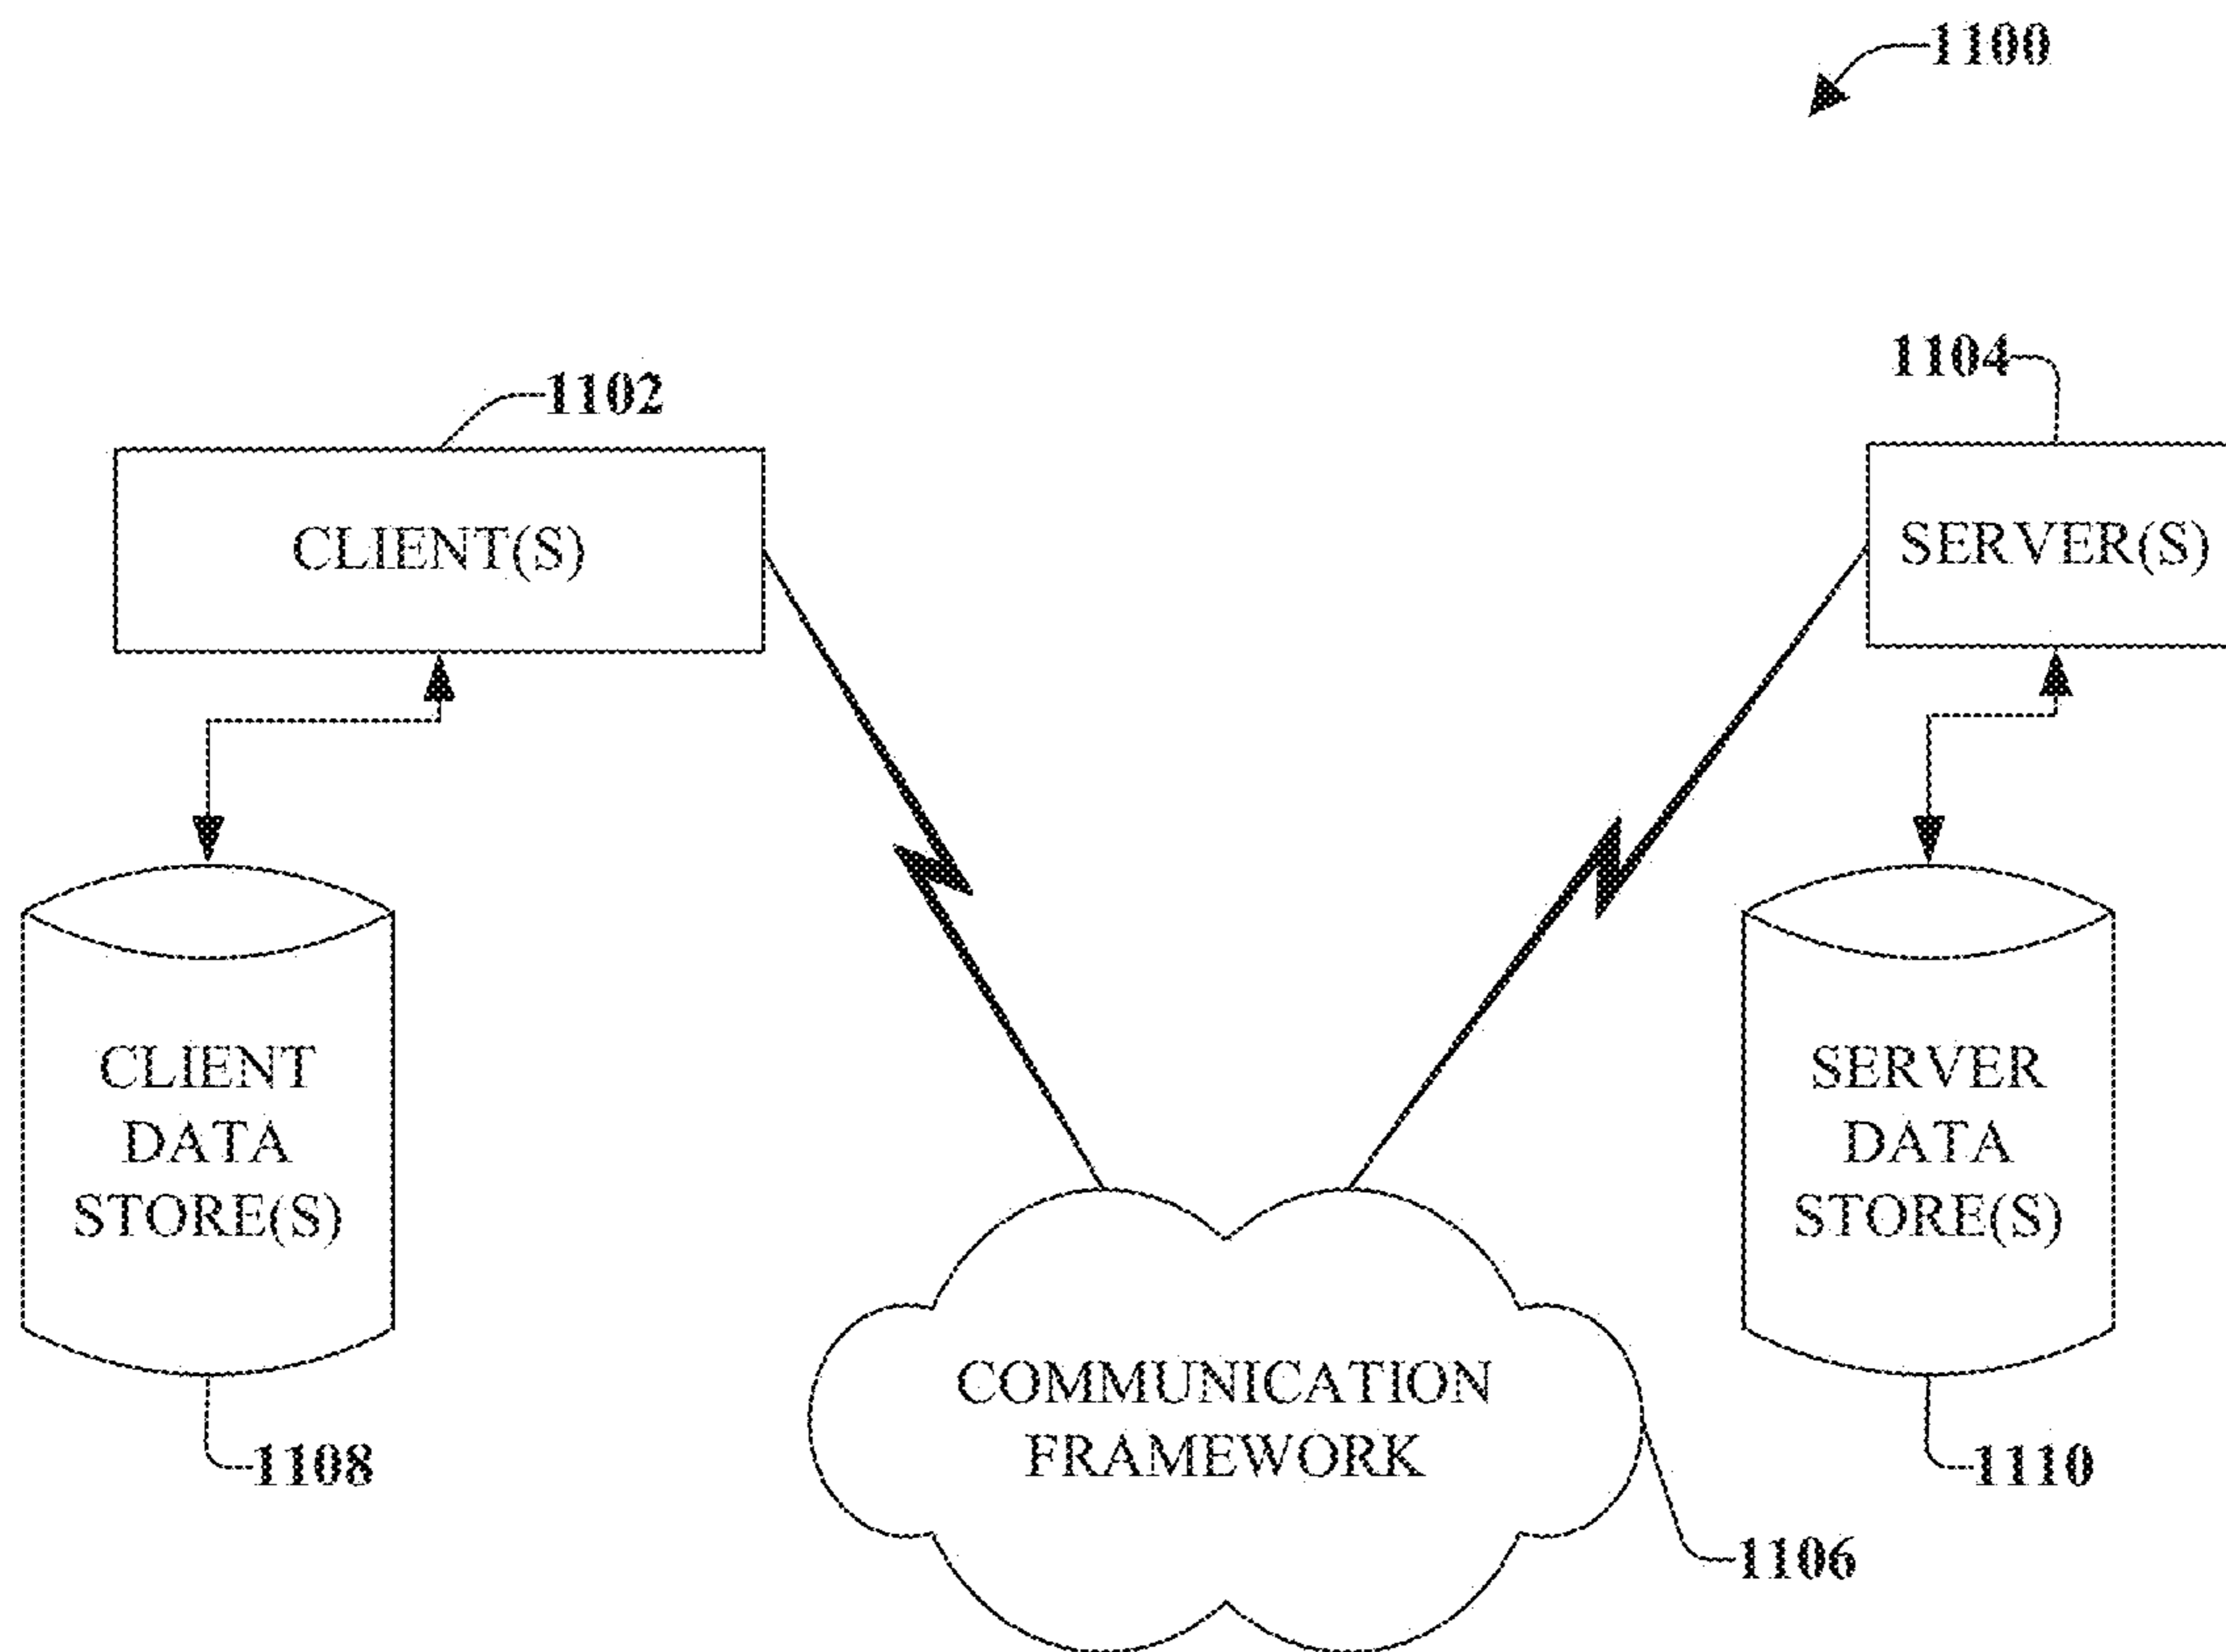 1100
1104
1102
CLIENT(S)
SERVER(S)
CLIENT
DATA
STORE(S)
SERVER
DATA
STORE(S)
COMMUNICATION
FRAMEWORK
1108
1110
1106